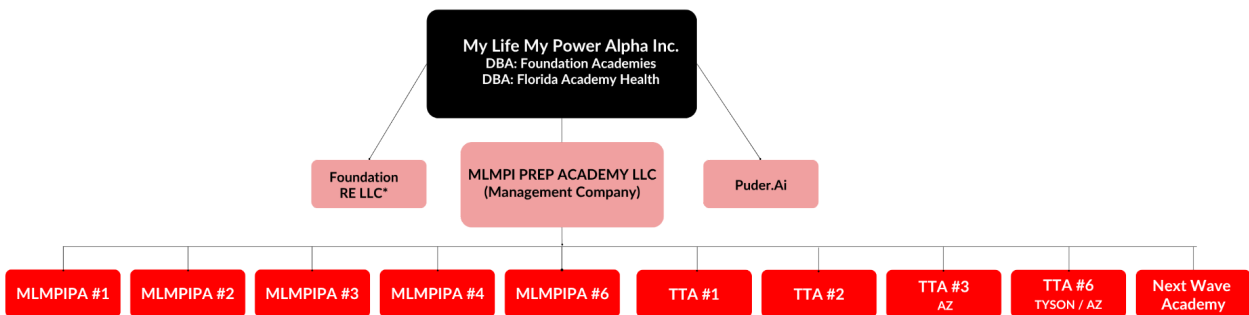 My Life My Power Alpha Inc.
DBA: Foundation Academies
DBA: Florida Academy Health
Foundation
RE LLC*
MLMPI PREP ACADEMY LLC
(Management Company)
Puder.Ai
MLMPIPA #1
MLMPIPA #2
MLMPIPA #3
MLMPIPA #4
MLMPIPA #6
TTA #1
TTA #2
TTA #3
AZ
TTA #6
TYSON / AZ
Next Wave
Academy